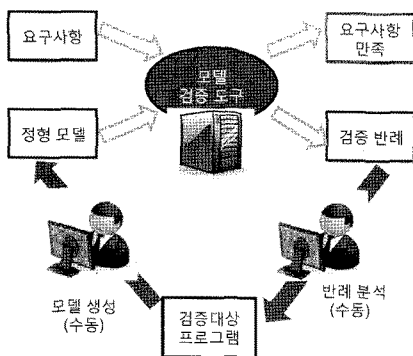 요구사항
요구사항
만족
모델
검증 도구
정형 모델
검증 반례
모델 생성
(수동)
반례 분석
(수동)
검증대상
프로그램